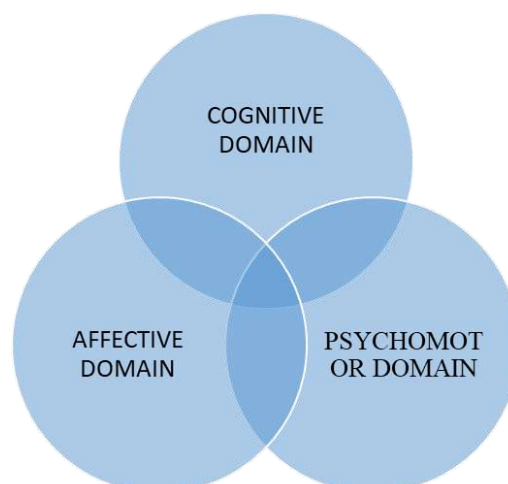 COGNITIVE
DOMAIN
AFFECTIVE
DOMAIN
PSYCHOMOT
OR DOMAIN